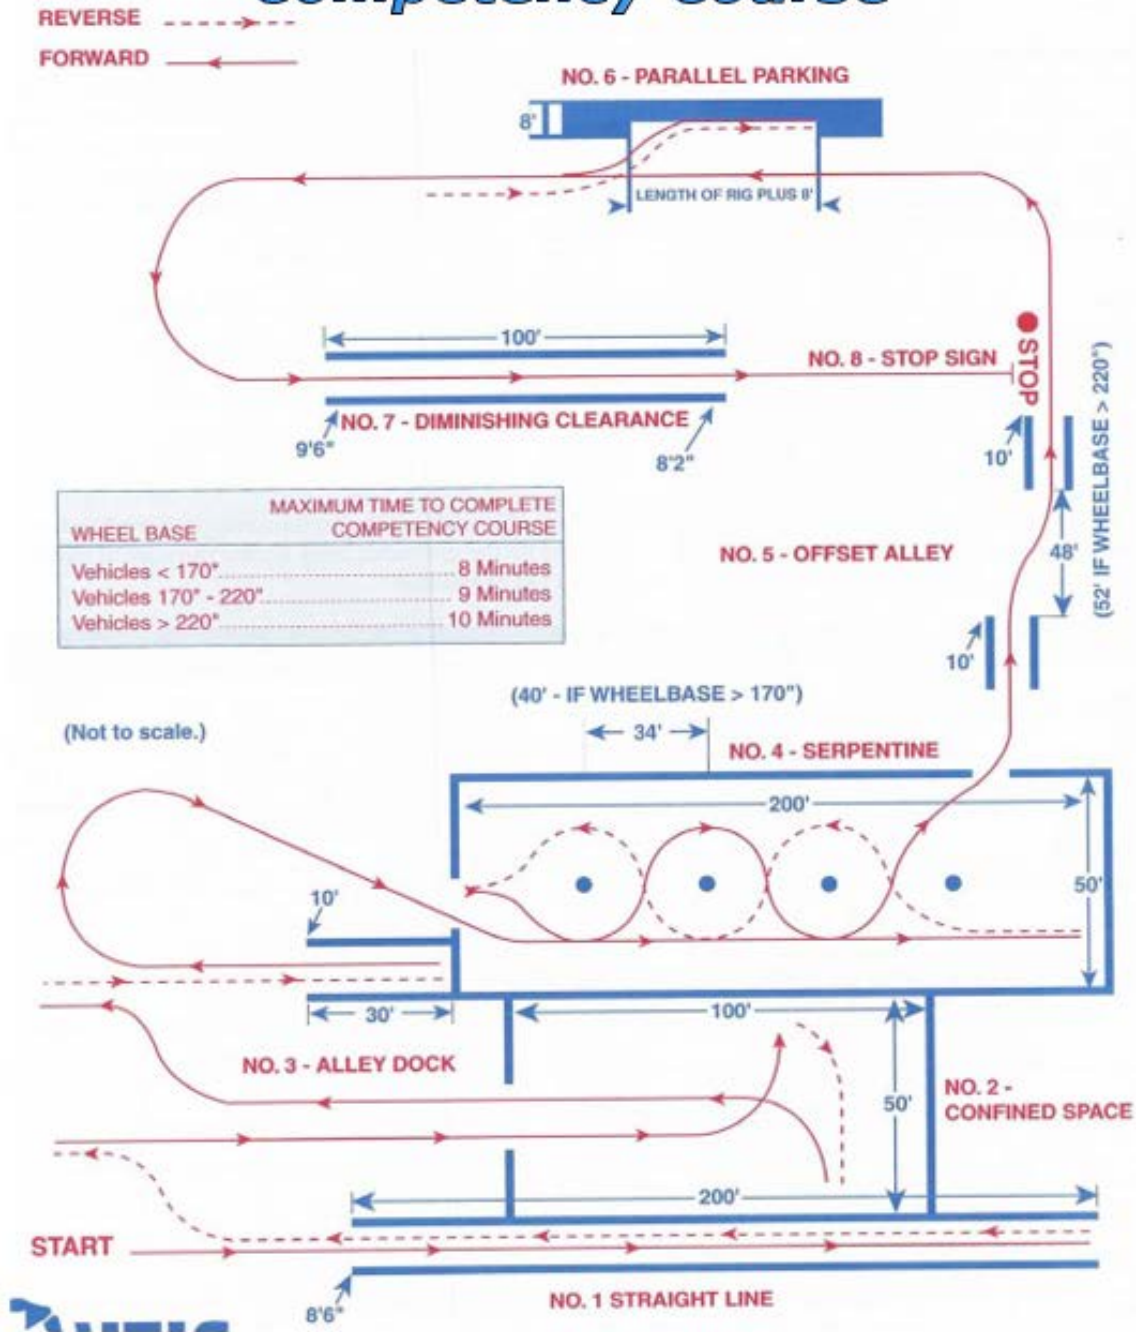 Competency Course
REVERSE
FORWARD
NO. 6 - PARALLEL PARKING
8'
LENGTH OF RIG PLUS 8'
100'
NO. 8 - STOP SIGN
STOP
NO. 7 - DIMINISHING CLEARANCE
9'6"
8'2"
10'
(52' IF WHEELBASE > 220")
48'
WHEEL BASE
MAXIMUM TIME TO COMPLETE
COMPETENCY COURSE
Vehicles < 170" 8 Minutes
Vehicles 170" - 220" 9 Minutes
Vehicles > 220" 10 Minutes
NO. 5 - OFFSET ALLEY
10'
(40' - IF WHEELBASE > 170")
34'
(Not to scale.)
NO. 4 - SERPENTINE
200'
50'
10'
30'
100'
NO. 3 - ALLEY DOCK
50'
NO. 2 -
CONFINED SPACE
200'
START
8'6"
NO. 1 STRAIGHT LINE